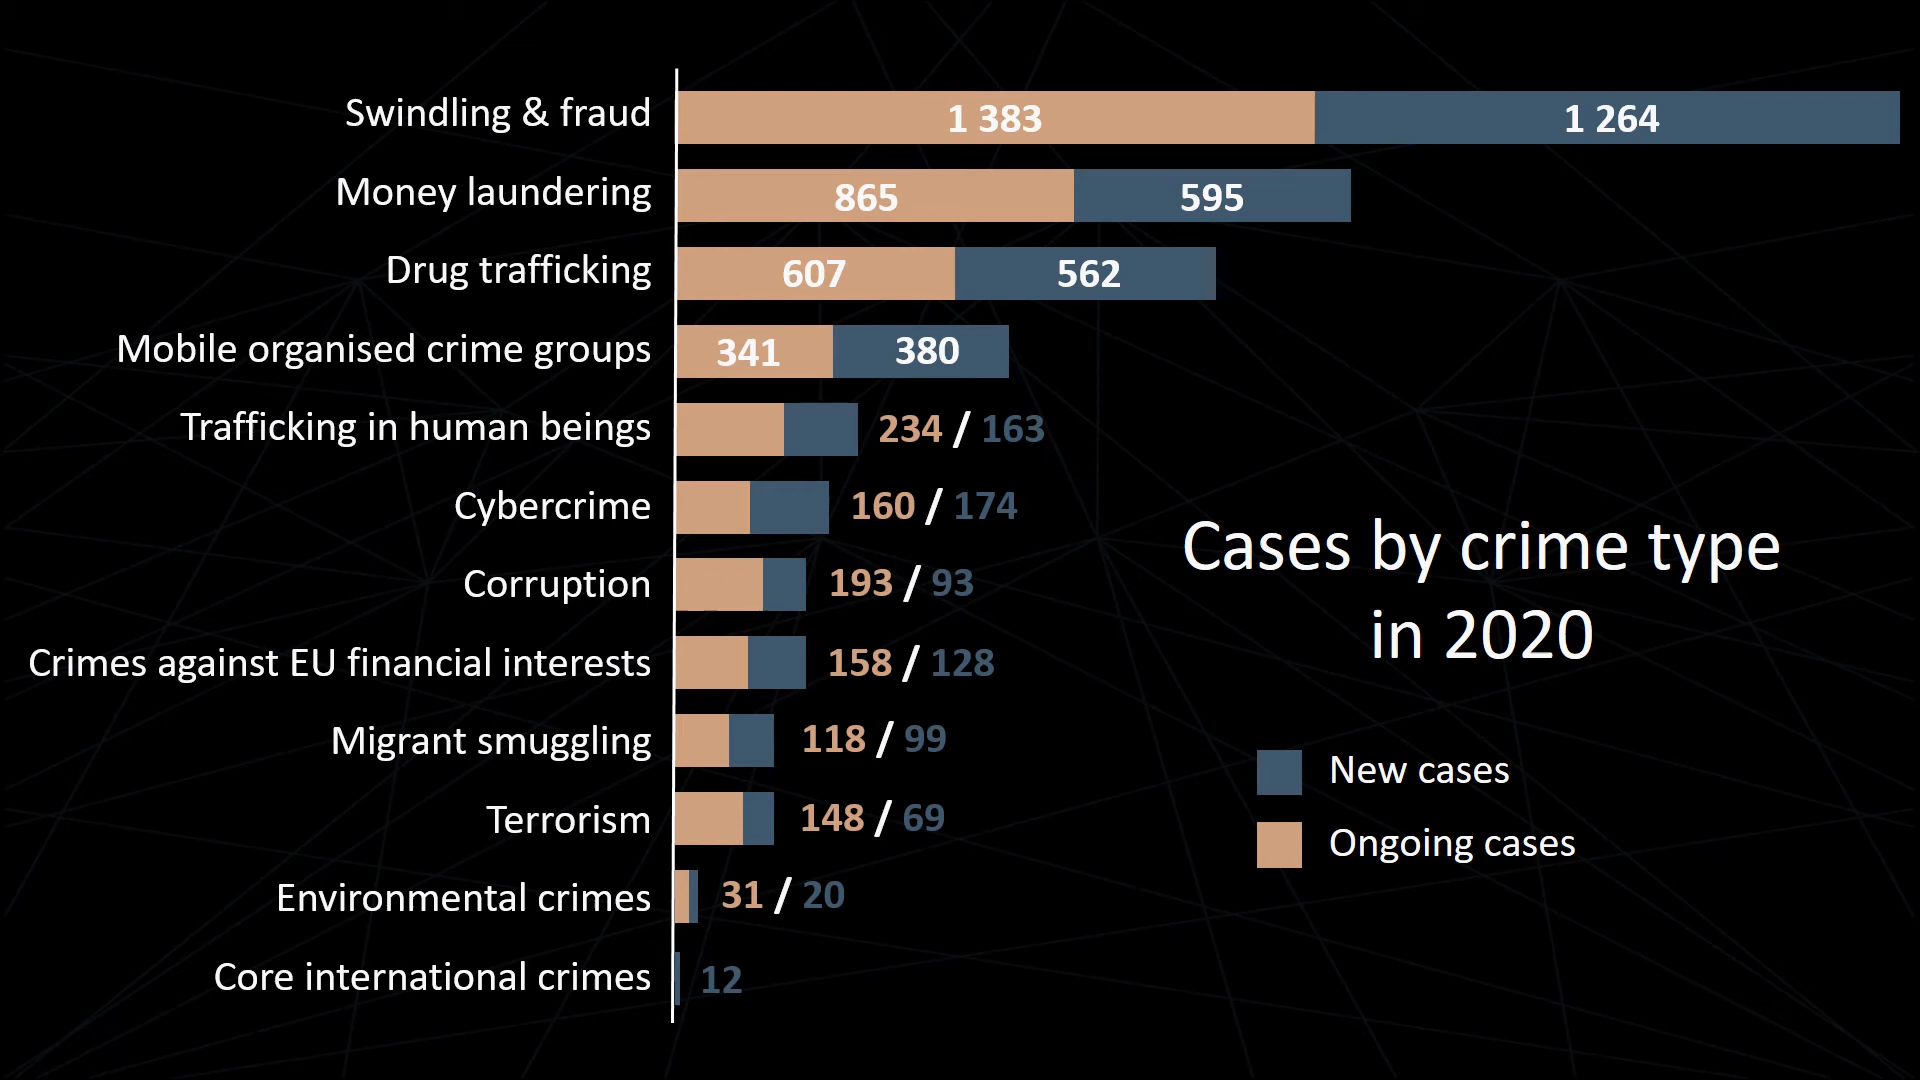 Swindling & fraud 1 383 1 264
Money laundering 865 595
Drug trafficking 607 562
Mobile organised crime groups 341 380
Trafficking in human beings 234 / 163
Cybercrime 160 / 174
Corruption 193 / 93
Crimes against EU financial interests 158 / 128
Migrant smuggling 118 / 99
Terrorism 148 / 69
Environmental crimes 31 / 20
Core international crimes 12
Cases by crime type
in 2020
New cases
Ongoing cases